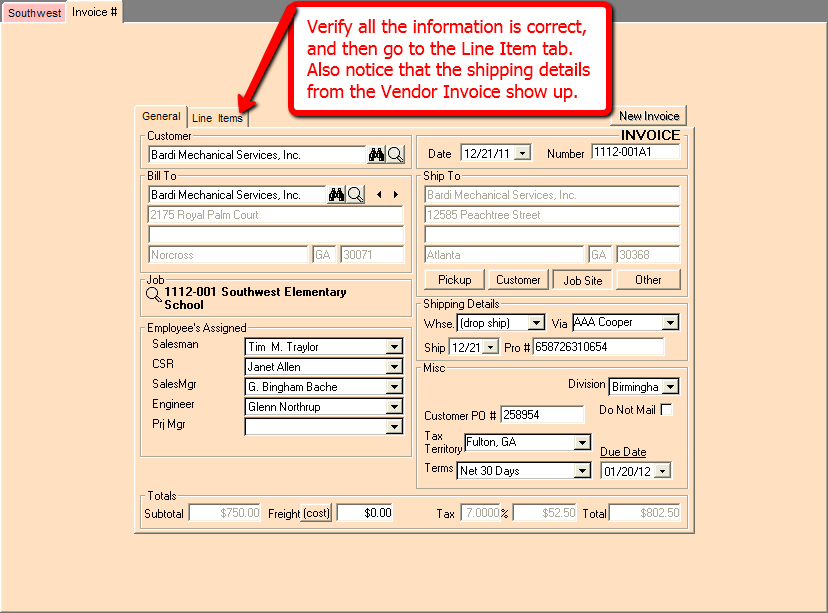 Southwest Invoice #
Verify all the information is correct,
and then go to the Line Item tab.
Also notice that the shipping details
from the Vendor Invoice show up.
General Line Items
New Invoice
INVOICE
Customer
Bardi Mechanical Services, Inc.
Date 12/21/11 Number 1112-001A1
Bill To
Bardi Mechanical Services, Inc.
2175 Royal Palm Court
Norcross GA 30071
Ship To
Bardi Mechanical Services, Inc.
12585 Peachtree Street
Atlanta GA 30368
Pickup Customer Job Site Other
Job
1112-001 Southwest Elementary
School
Shipping Details
Whse. (drop ship) Via AAA Cooper
Ship 12/21 Pro # 658726310654
Employee's Assigned
Salesman Tim M. Traylor
CSR Janet Allen
SalesMgr G. Bingham Bache
Engineer Glenn Northrup
Prj Mgr
Misc
Division Birmingha
Customer PO # 258954 Do Not Mail
Tax
Territory Fulton, GA
Due Date
Terms Net 30 Days 01/20/12
Totals
Subtotal $750.00 Freight (cost) $0.00 Tax 7.0000% $52.50 Total $802.50